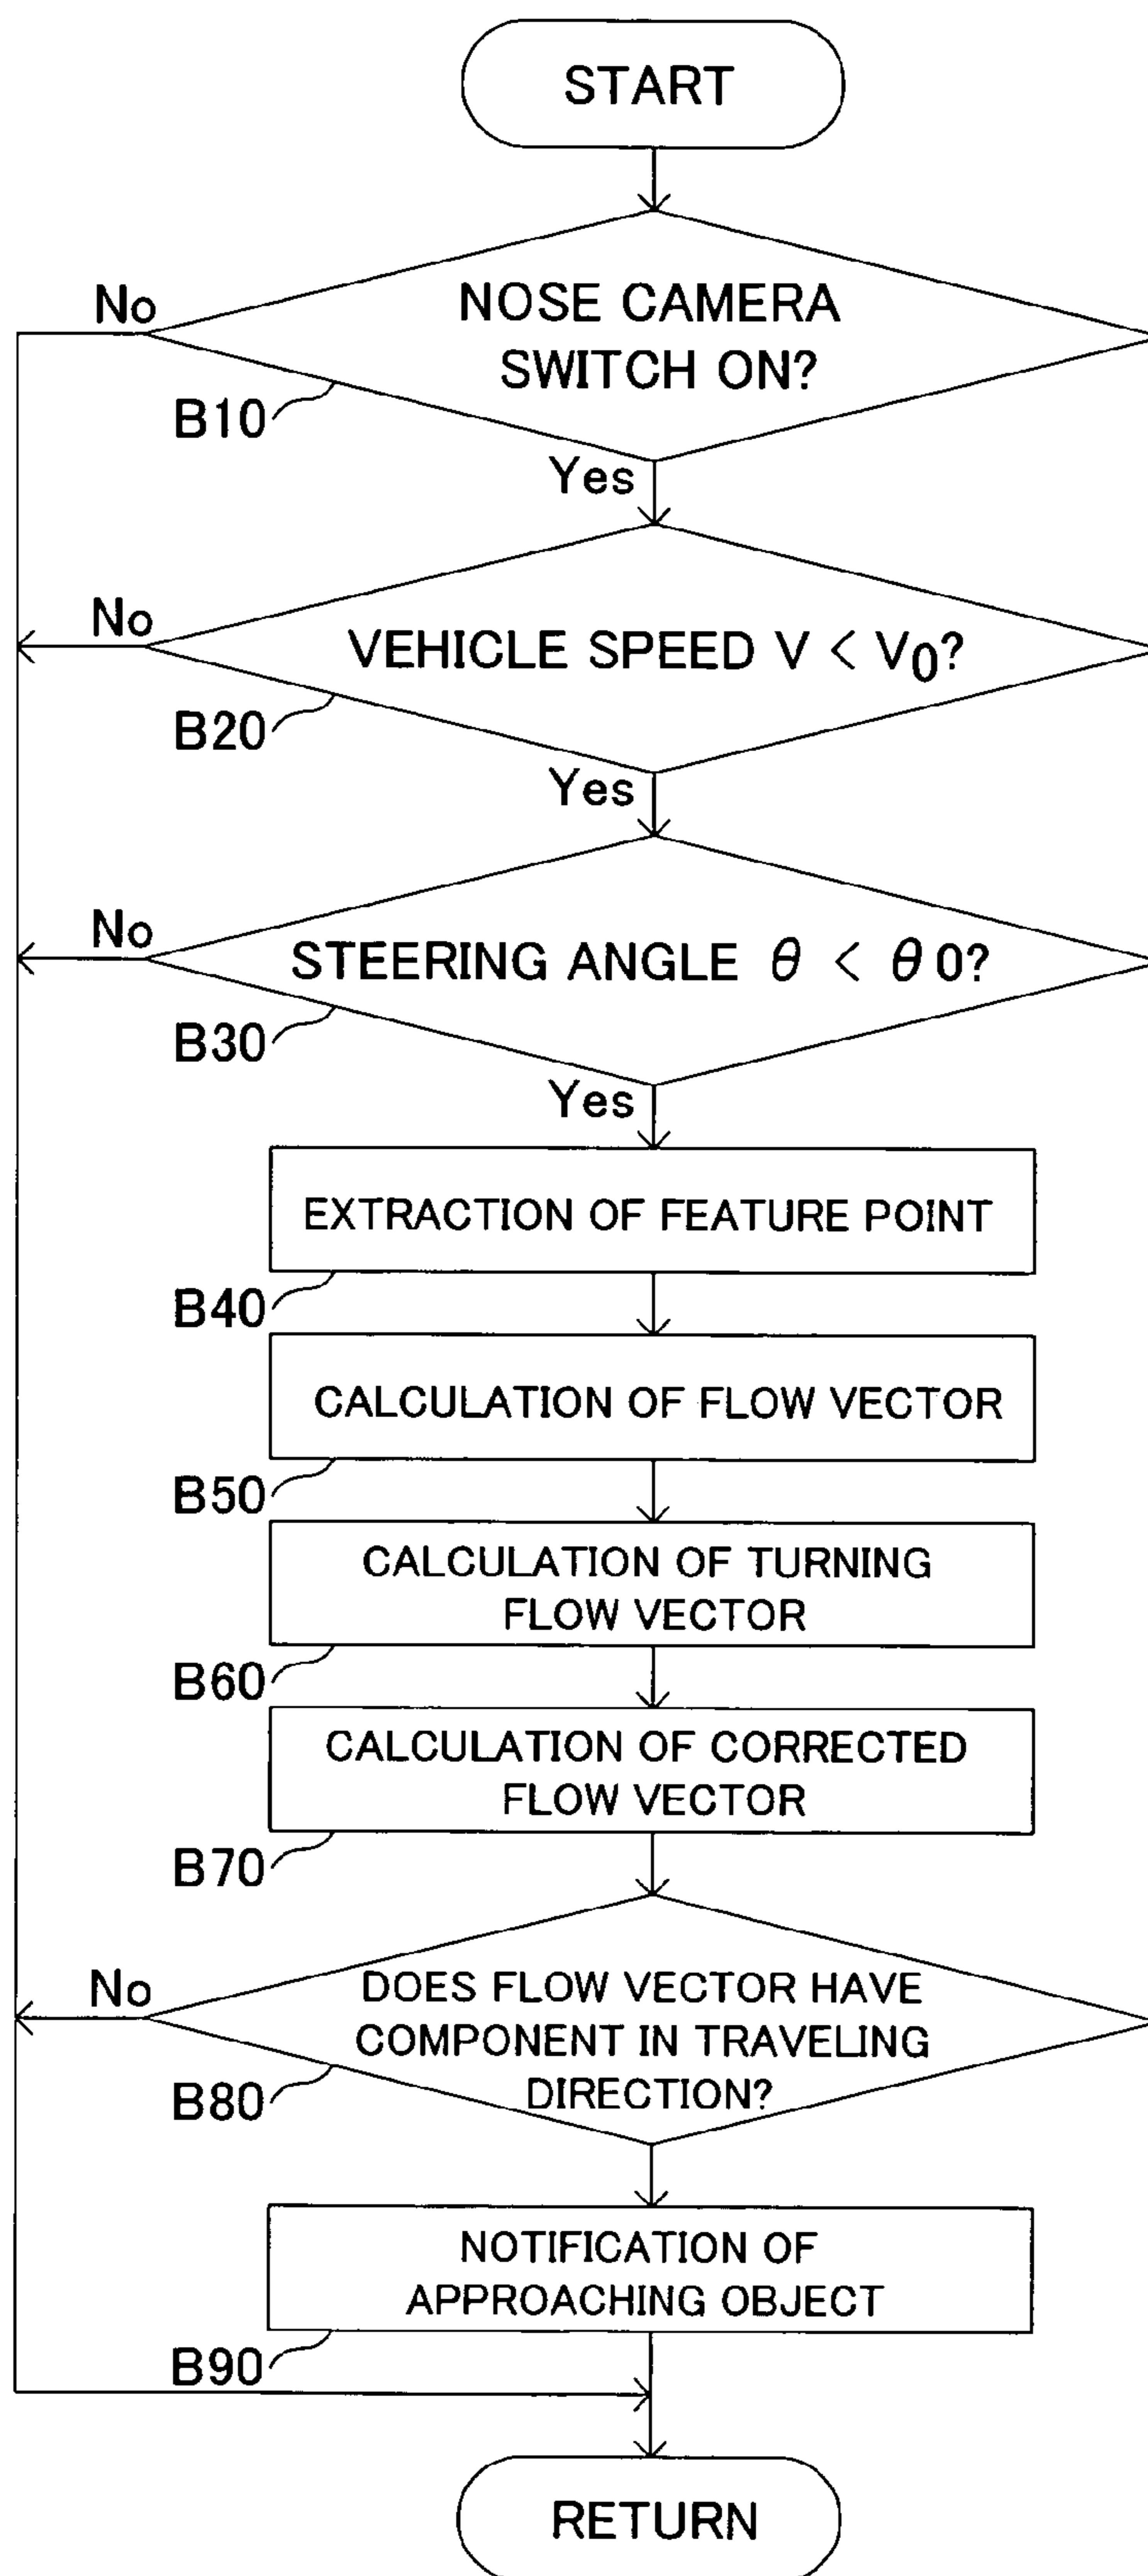 START
NOSE CAMERA
SWITCH ON?
No
B10
Yes
VEHICLE SPEED V < V0?
No
B20
Yes
STEERING ANGLE θ < θ0?
No
B30
Yes
EXTRACTION OF FEATURE POINT
B40
CALCULATION OF FLOW VECTOR
B50
CALCULATION OF TURNING
FLOW VECTOR
B60
CALCULATION OF CORRECTED
FLOW VECTOR
B70
DOES FLOW VECTOR HAVE
COMPONENT IN TRAVELING
DIRECTION?
No
B80
NOTIFICATION OF
APPROACHING OBJECT
B90
RETURN